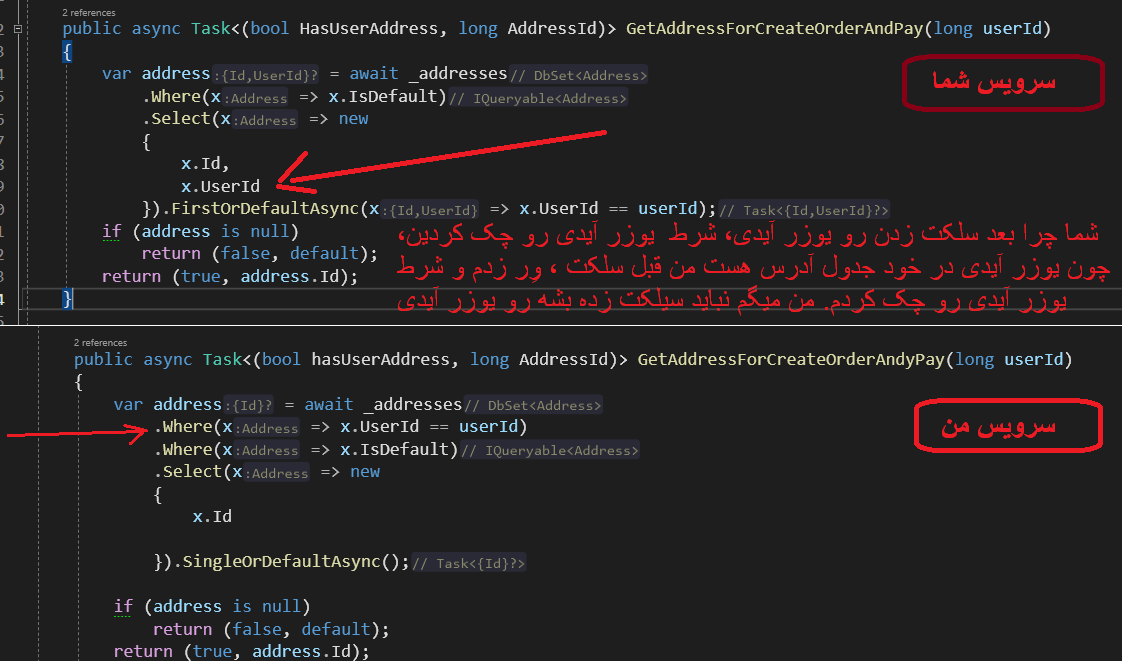 2 references
public async Task<(bool HasUserAddress, long AddressId)> GetAddressForCreateOrderAndPay(long userId)
{
var address :{Id,UserId}? = await _addresses // DbSet<Address>
.Where(x :Address => x.IsDefault) // IQueryable<Address>
.Select(x :Address => new
{
x.Id,
x.UserId
}).FirstOrDefaultAsync(x :{Id,UserId} => x.UserId == userId); // Task<{Id,UserId}?>
if (address is null)
return (false, default);
return (true, address.Id);
}
سرویس شما
شما چرا بعد سلکت زدن رو یوزر آیدی، شرط یوزر آیدی رو چک کردین،
چون یوزر آیدی در خود جدول آدرس هست من قبل سلکت ، وِر زدم و شرط
یوزر آیدی رو چک کردم. من میگم نباید سیلکت زده بشه رو یوزر آیدی
2 references
public async Task<(bool hasUserAddress, long AddressId)> GetAddressForCreateOrderAndyPay(long userId)
{
var address :{Id}? = await _addresses // DbSet<Address>
.Where(x :Address => x.UserId == userId)
.Where(x :Address => x.IsDefault) // IQueryable<Address>
.Select(x :Address => new
{
x.Id
}).SingleOrDefaultAsync(); // Task<{Id}?>
if (address is null)
return (false, default);
return (true, address.Id);
سرویس من